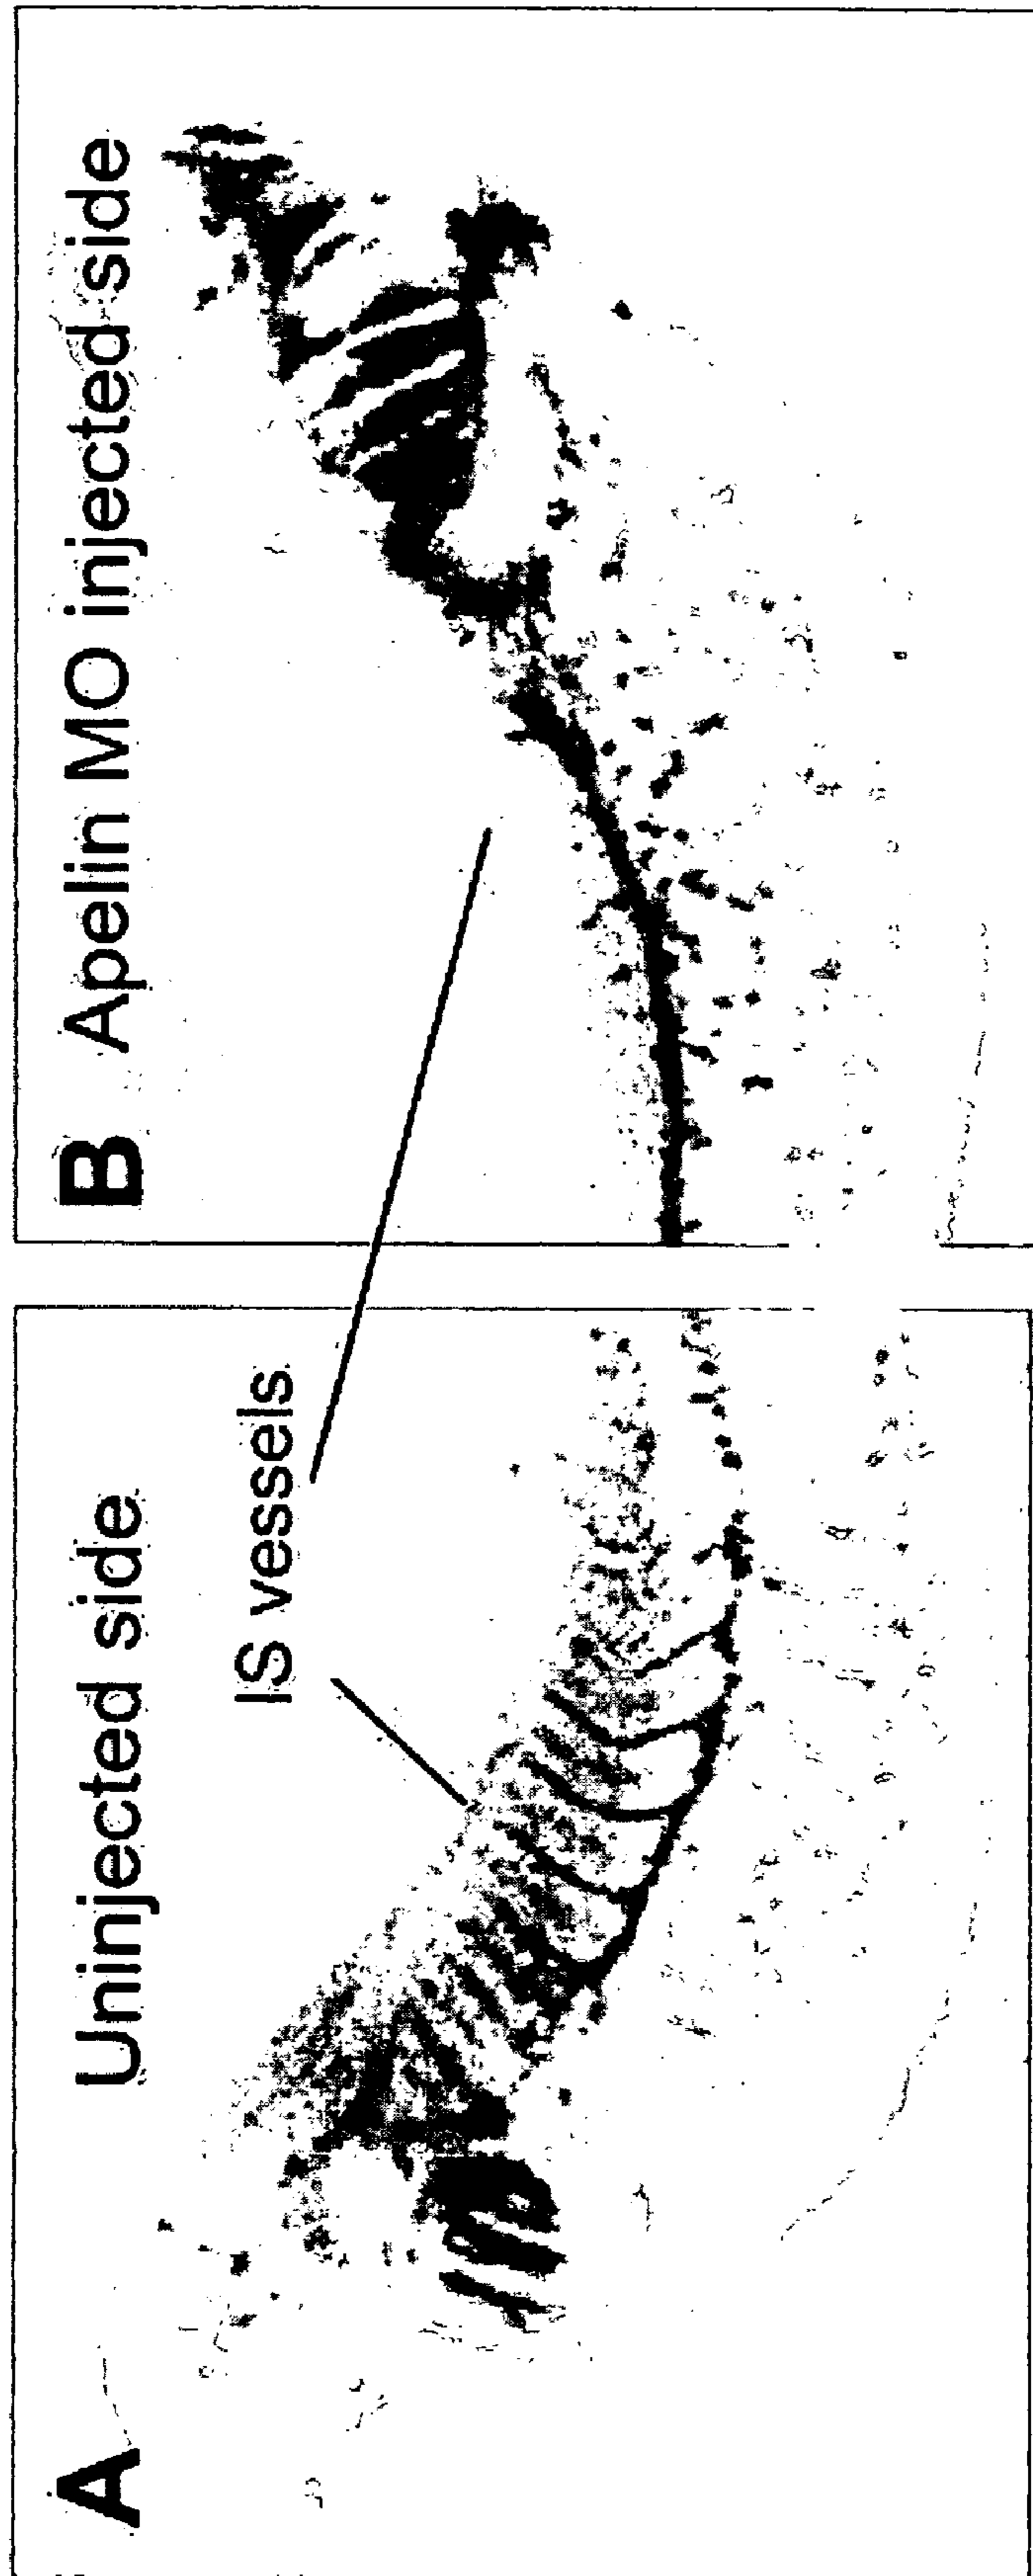 A Uninjected side
IS vessels
B Apelin MO injected side